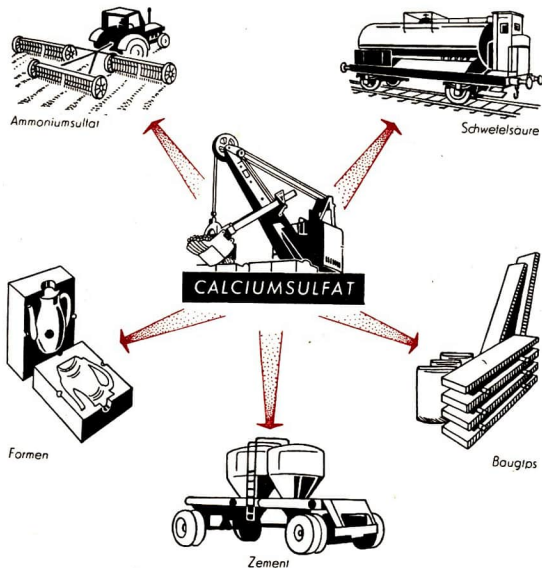 Ammoniumsulfat
Schwefelsäure
CALCIUMSULFAT
Formen
Baugips
Zement